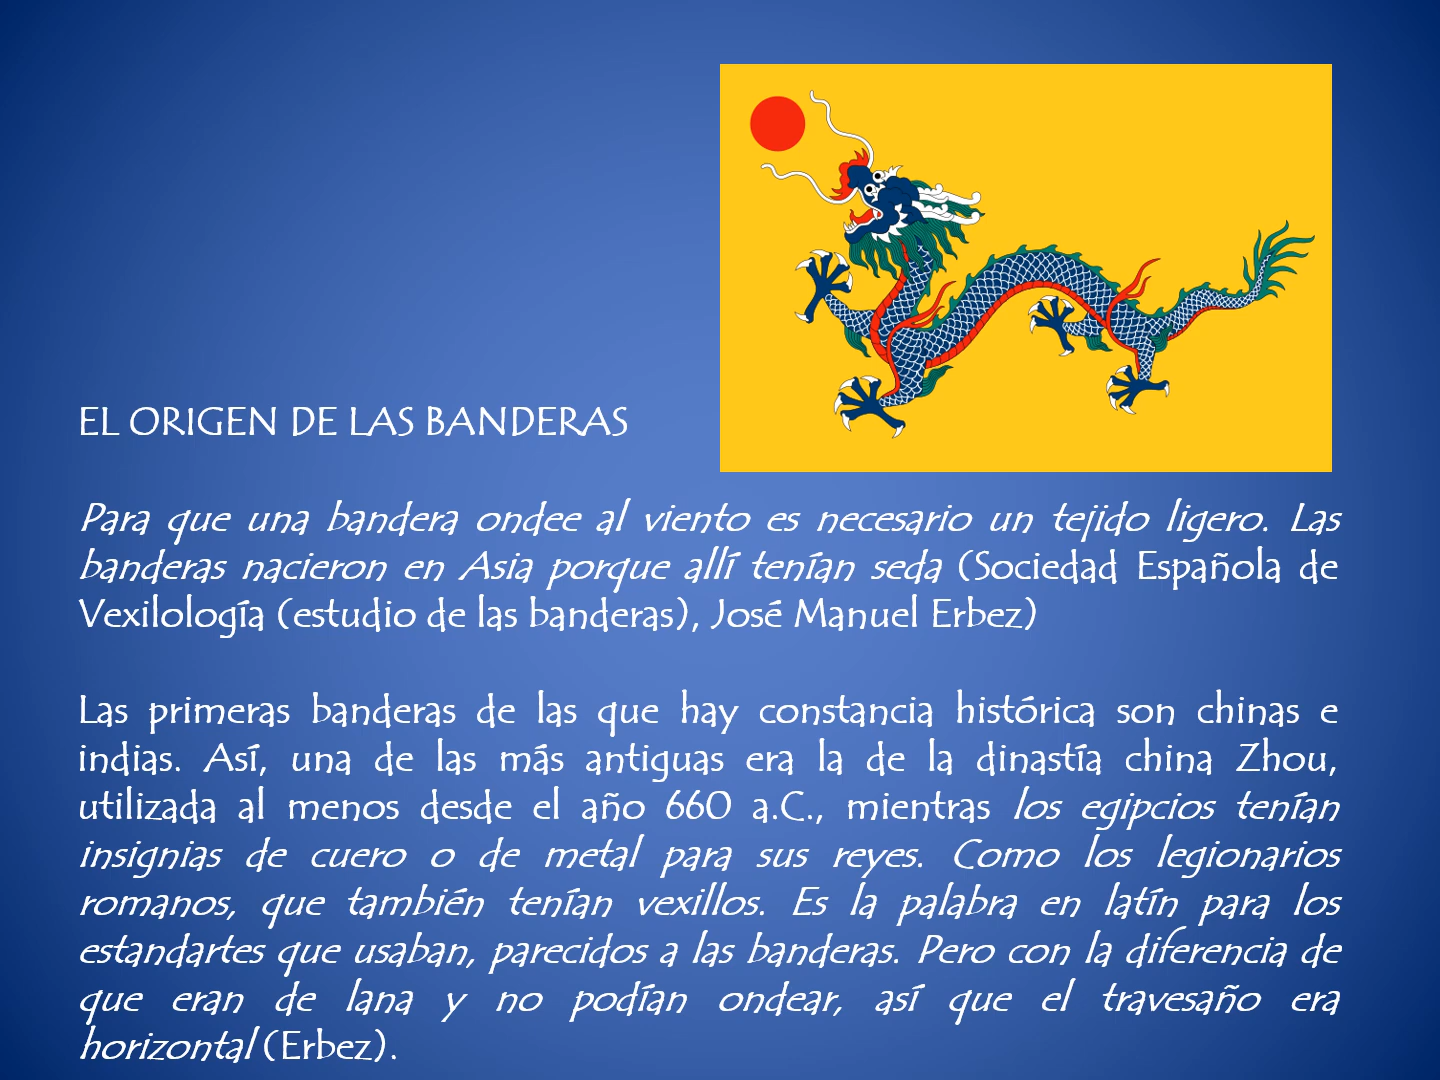 EL ORIGEN DE LAS BANDERAS
Para que una bandera ondee al viento es necesario un tejido ligero. Las
banderas nacieron en Asia porque allí tenían seda (Sociedad Española de
Vexilología (estudio de las banderas), José Manuel Erbez)
Las primeras banderas de las que hay constancia histórica son chinas e
indias. Así, una de las más antiguas era la de la dinastía china Zhou,
utilizada al menos desde el año 660 a.C., mientras los egipcios tenían
insignias de cuero o de metal para sus reyes. Como los legionarios
romanos, que también tenían vexillos. Es la palabra en latín para los
estandartes que usaban, parecidos a las banderas. Pero con la diferencia de
que eran de lana y no podían ondear, así que el travesaño era
horizontal (Erbez).